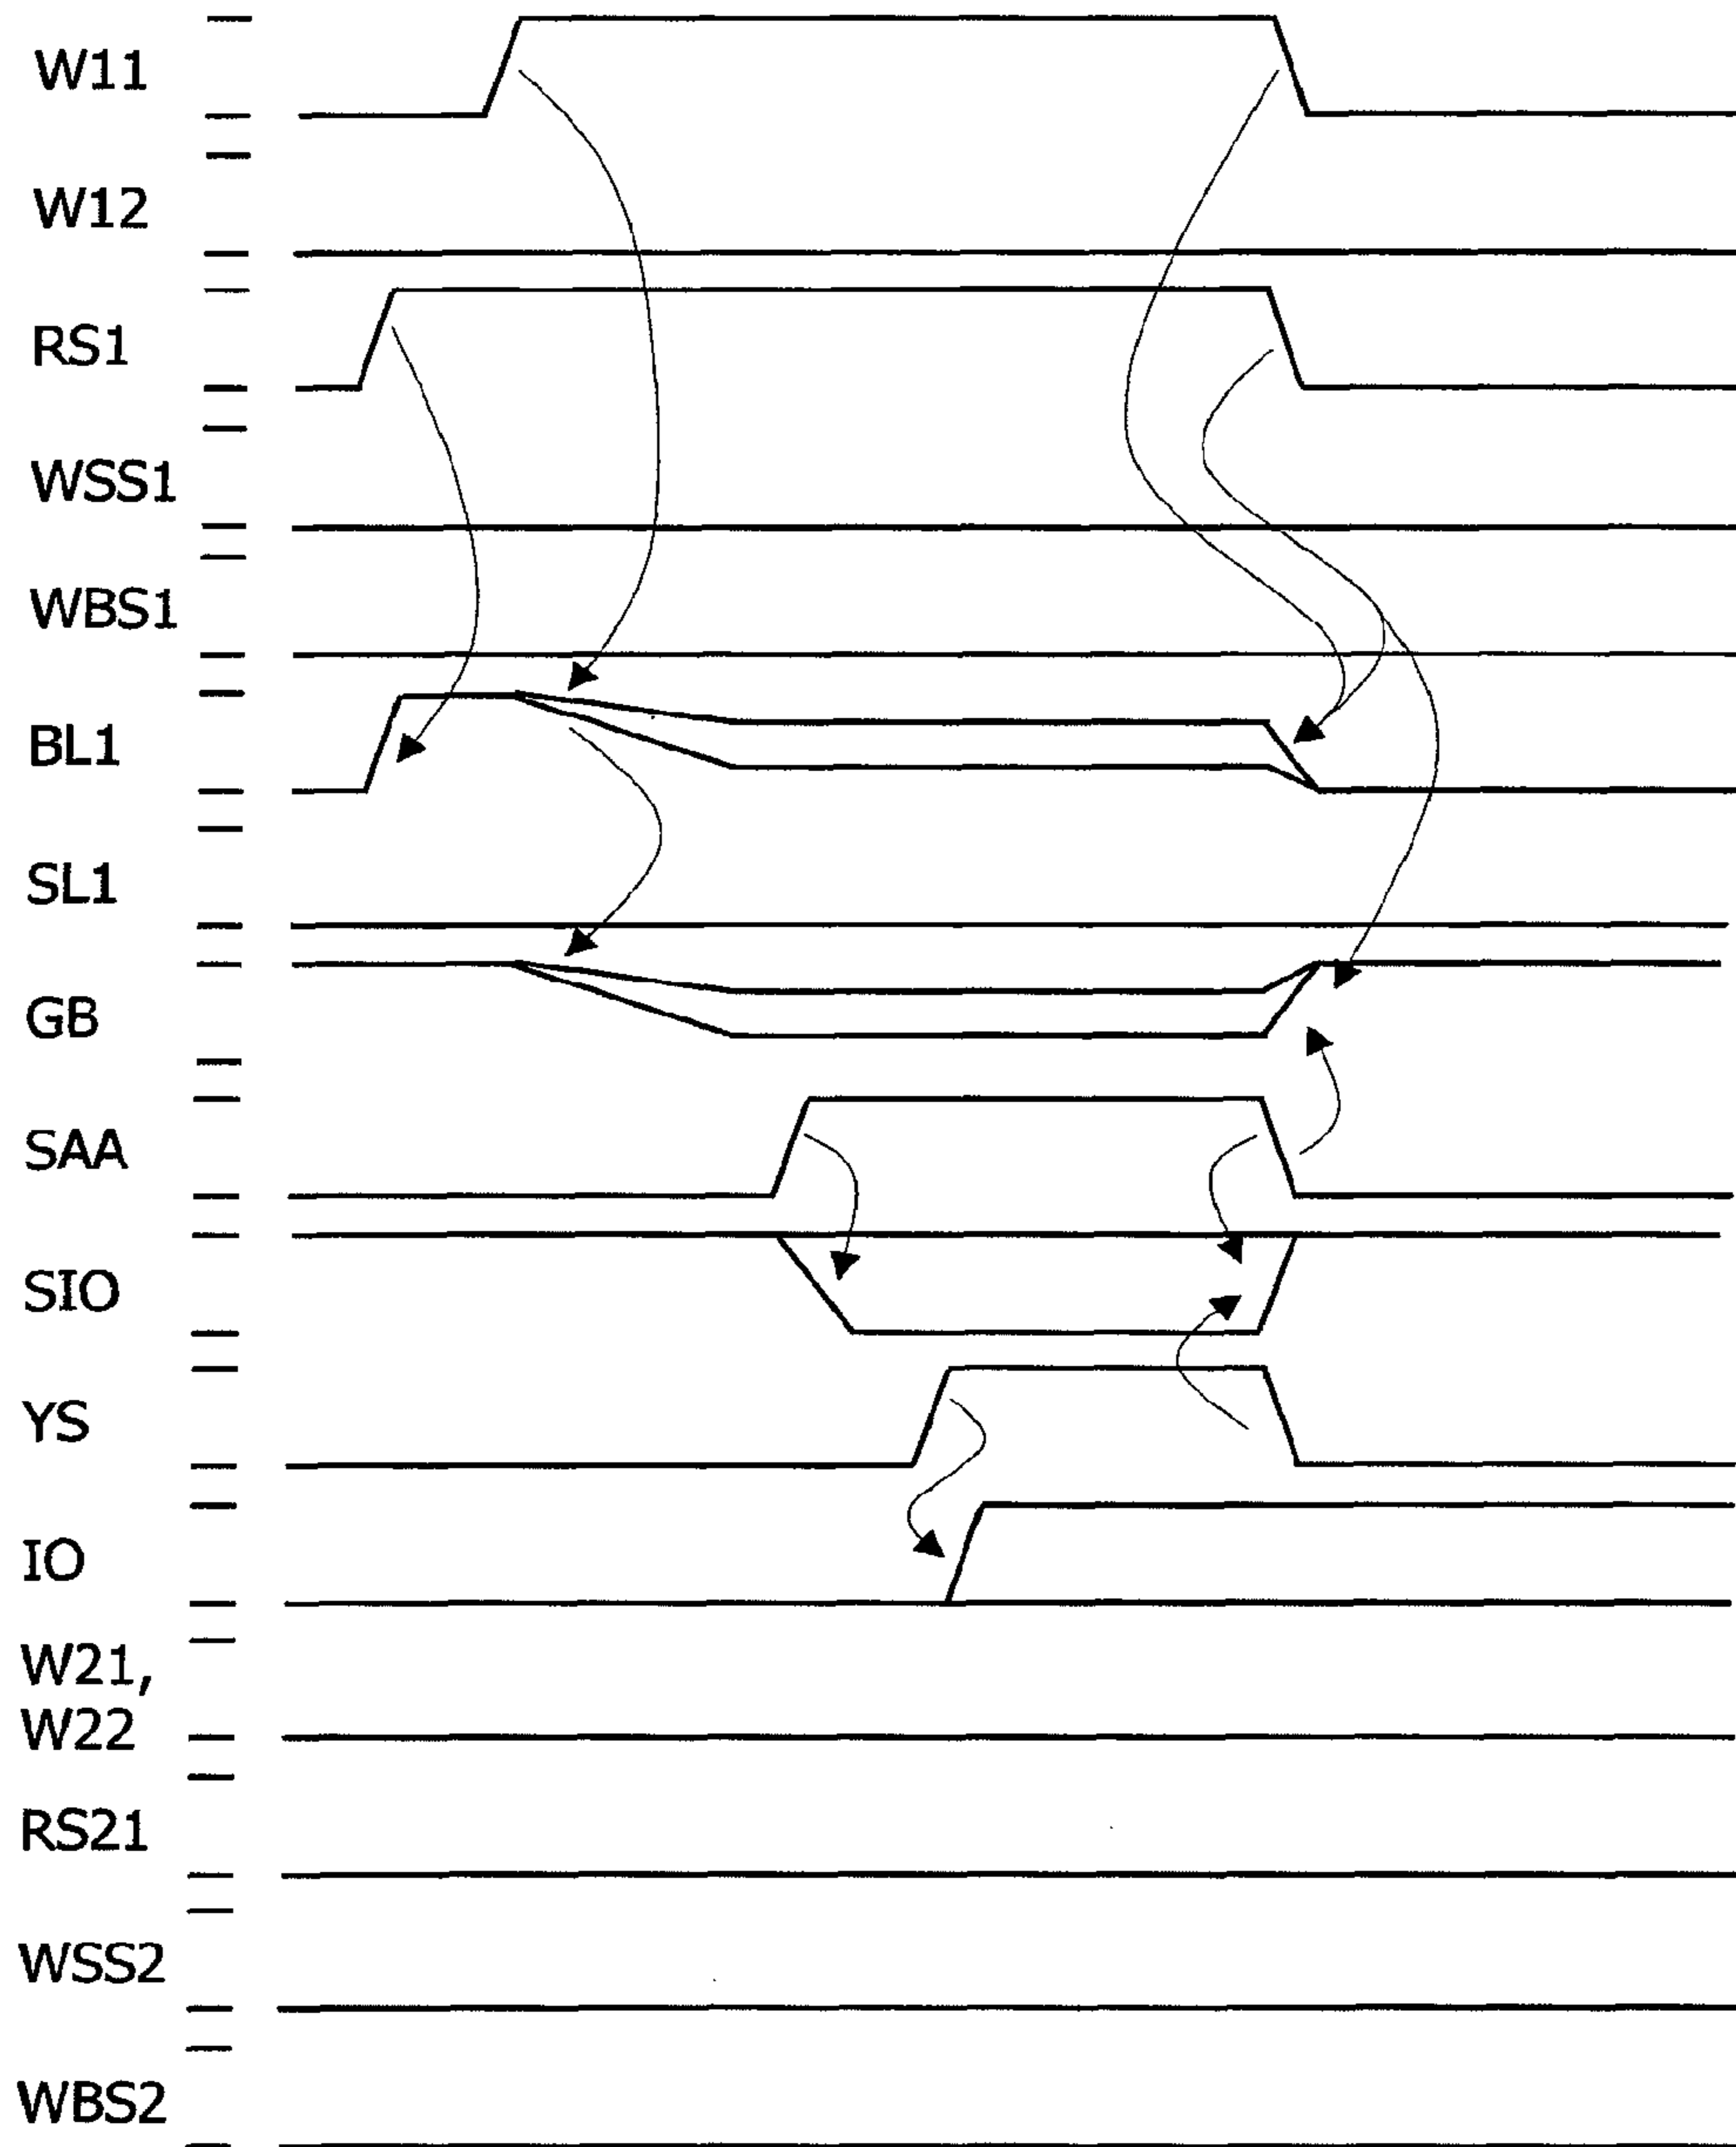 W11
W12
RS1
WSS1
WBS1
BL1
SL1
GB
SAA
SIO
YS
IO
W21,
W22
RS21
WSS2
WBS2